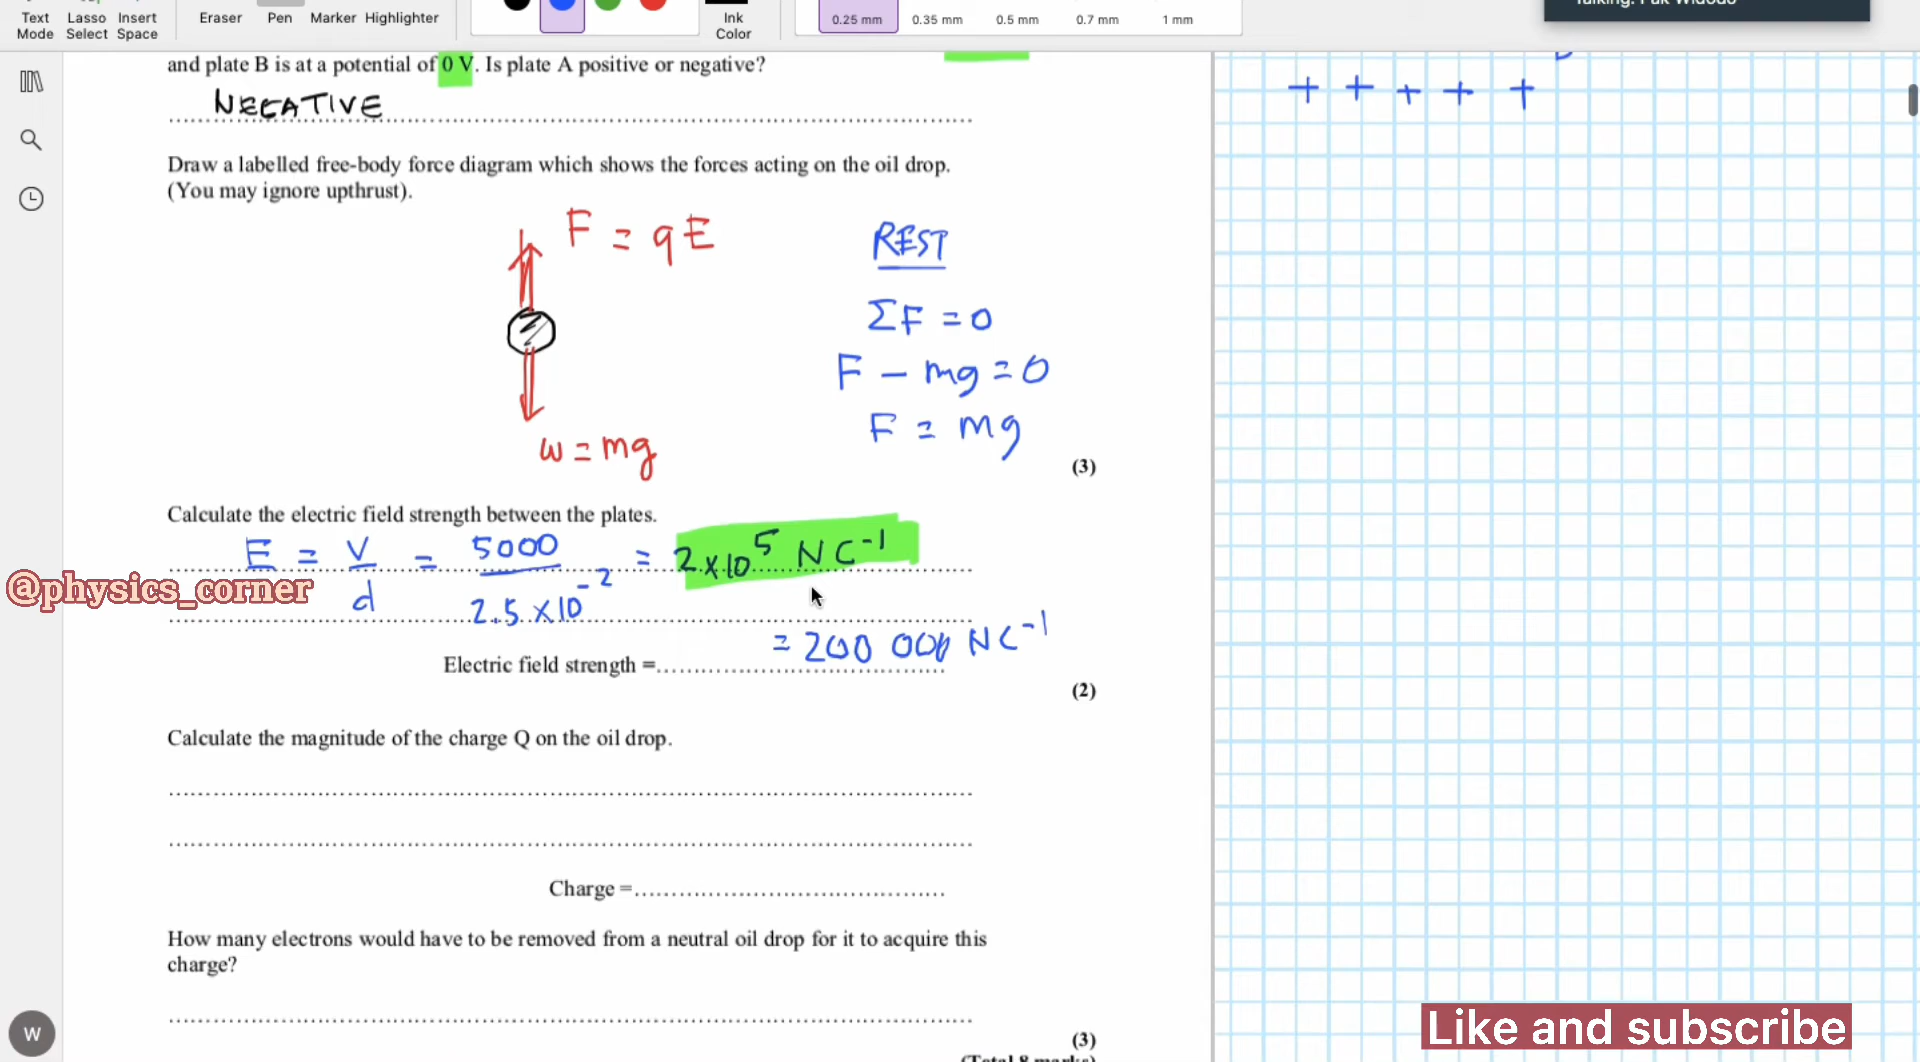 Text Mode
Lasso Select
Insert Space
Eraser
Pen
Marker
Highlighter
Ink Color
0.25 mm
0.35 mm
0.5 mm
0.7 mm
1 mm
and plate B is at a potential of 0 V. Is plate A positive or negative?
NEGATIVE
Draw a labelled free-body force diagram which shows the forces acting on the oil drop.
(You may ignore upthrust).
F = qE
w = mg
REST
ΣF = 0
F − mg = 0
F = mg
(3)
Calculate the electric field strength between the plates.
E = V/d = 5000/2.5 x 10⁻² = 2 x 10⁵ N C⁻¹
= 200 000 N C⁻¹
Electric field strength =
(2)
Calculate the magnitude of the charge Q on the oil drop.
Charge =
How many electrons would have to be removed from a neutral oil drop for it to acquire this
charge?
(3)
+ + + + +
@physics_corner
W
Like and subscribe